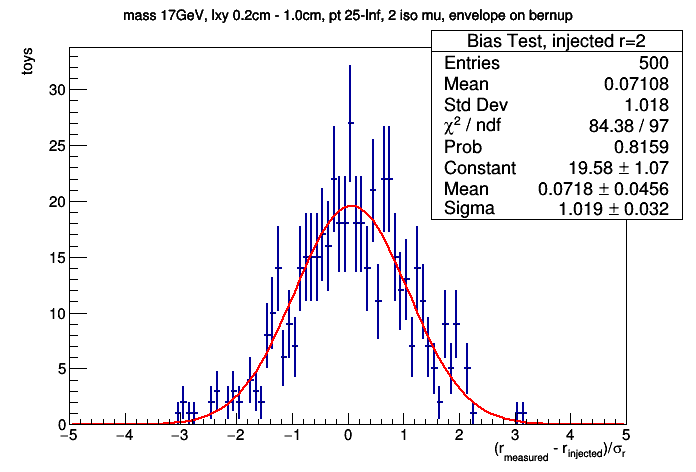 mass 17GeV, lxy 0.2cm - 1.0cm, pt 25-Inf, 2 iso mu, envelope on bernup
Bias Test, injected r=2
Entries 500
Mean 0.07108
Std Dev 1.018
χ² / ndf 84.38 / 97
Prob 0.8159
Constant 19.58 ± 1.07
Mean 0.0718 ± 0.0456
Sigma 1.019 ± 0.032
toys
30
25
20
15
10
5
0
−5 −4 −3 −2 −1 0 1 2 3 4 5
(r_measured - r_injected)/σ_r